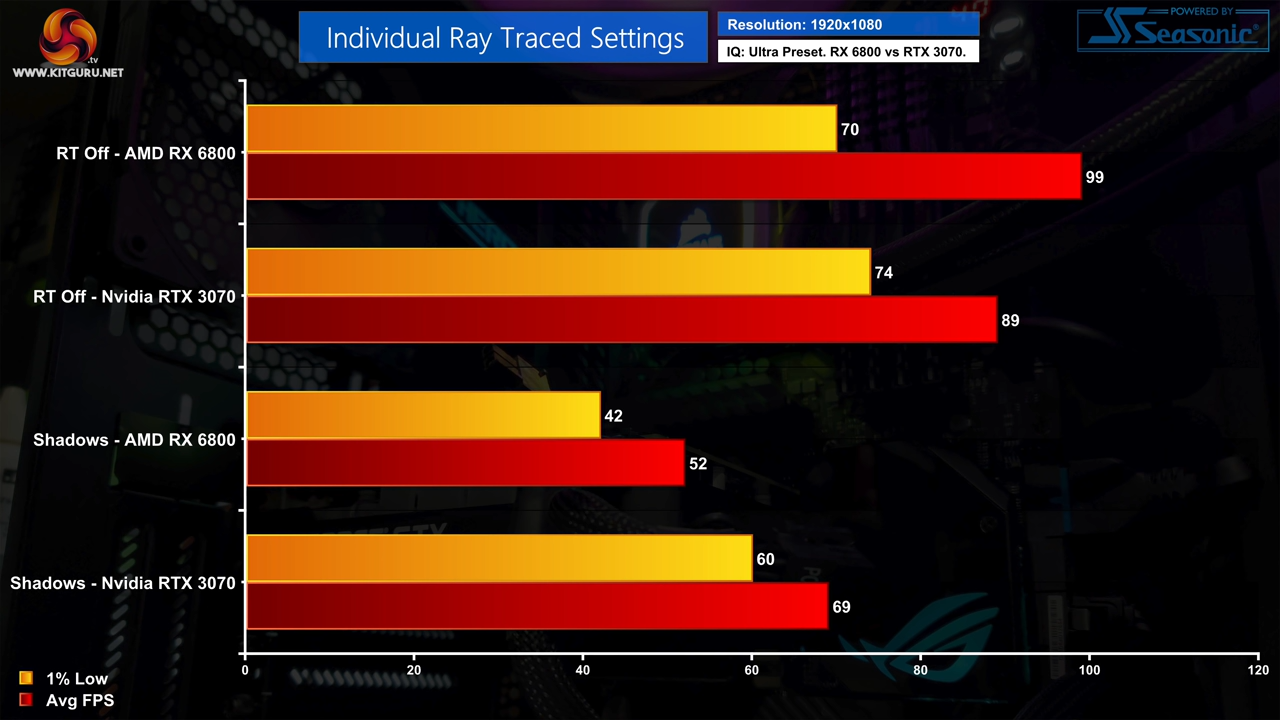 .tv
WWW.KITGURU.NET
Individual Ray Traced Settings
Resolution: 1920x1080
IQ: Ultra Preset. RX 6800 vs RTX 3070.
POWERED BY
Seasonic
RT Off - AMD RX 6800
70
99
RT Off - Nvidia RTX 3070
74
89
Shadows - AMD RX 6800
42
52
Shadows - Nvidia RTX 3070
60
69
0 20 40 60 80 100 120
1% Low
Avg FPS